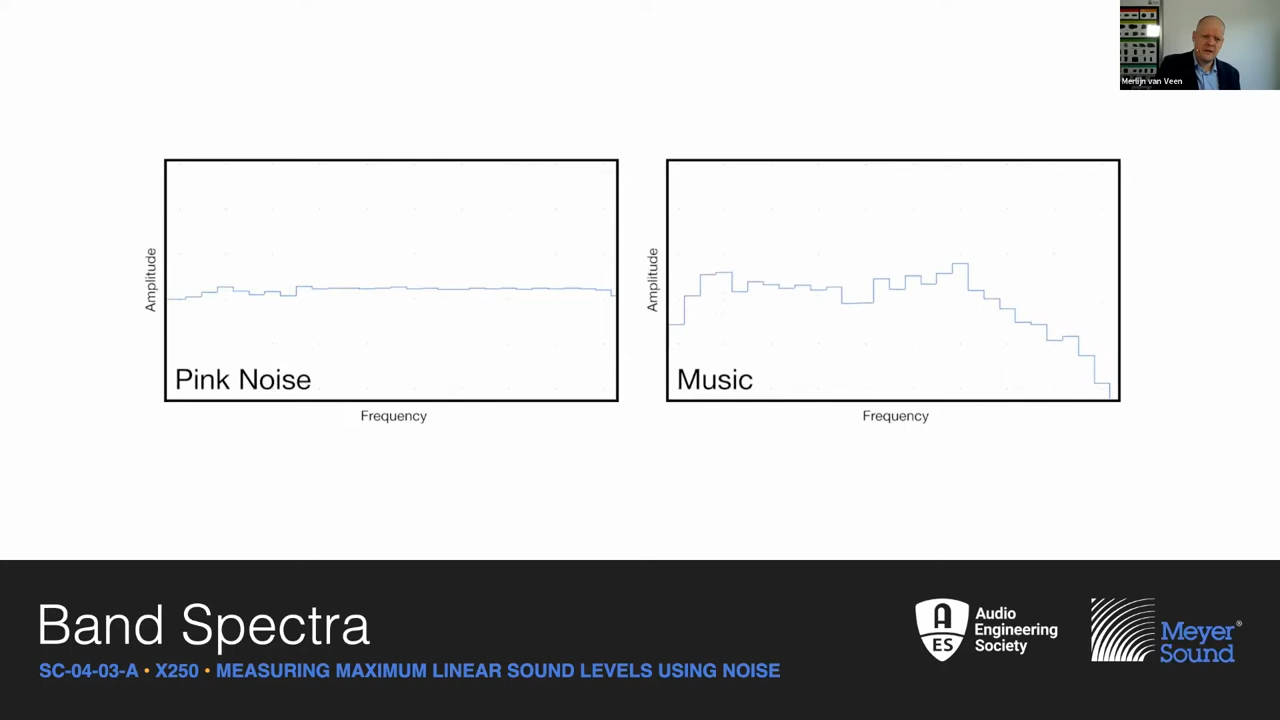 Merlijn van Veen
Amplitude
Pink Noise
Frequency
Amplitude
Music
Frequency
Band Spectra
SC-04-03-A • X250 • MEASURING MAXIMUM LINEAR SOUND LEVELS USING NOISE
A
ES
Audio
Engineering
Society
Meyer
Sound®